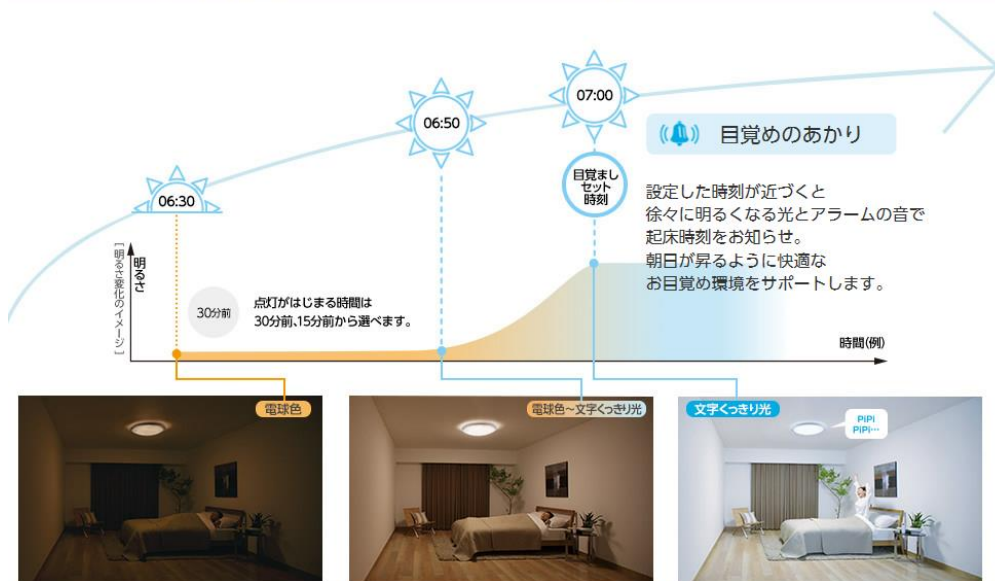 06:30
06:50
07:00
目覚まし
セット
時刻
目覚めのあかり
設定した時刻が近づくと
徐々に明るくなる光とアラームの音で
起床時刻をお知らせ。
朝日が昇るように快適な
お目覚め環境をサポートします。
[明るさ変化のイメージ]
明るさ
30分前
点灯がはじまる時間は
30分前、15分前から選べます。
時間(例)
電球色
電球色～文字くっきり光
文字くっきり光
PiPi
PiPi…